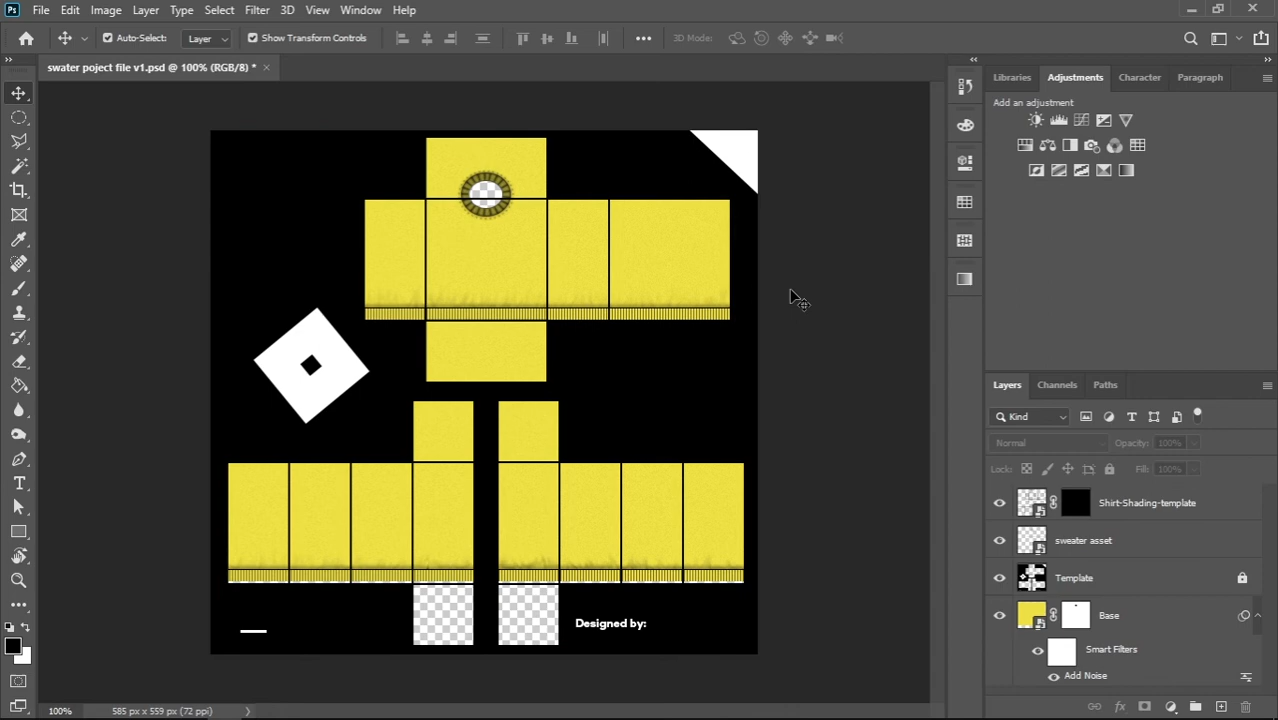 Ps File Edit Image Layer Type Select Filter 3D View Window Help
Auto-Select: Layer Show Transform Controls 3D Mode:
swater poject file v1.psd @ 100% (RGB/8) * ×
Libraries Adjustments Character Paragraph
Add an adjustment
Layers Channels Paths
Kind
Normal Opacity: 100%
Lock: Fill: 100%
Shirt-Shading-template
sweater asset
Template
Base
Smart Filters
Add Noise
Designed by:
100% 585 px x 559 px (72 ppi)